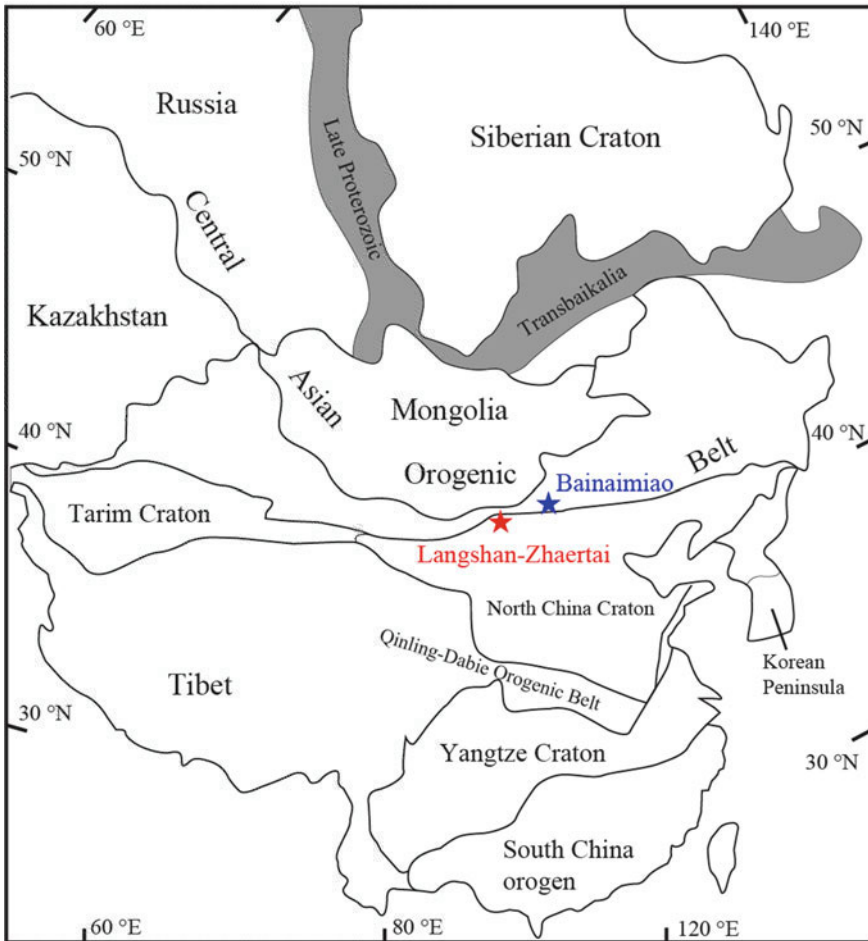 60 °E
140 °E
Russia
Late Proterozoic
Siberian Craton
50 °N
50 °N
Central
Transbaikalia
Kazakhstan
Asian
Mongolia
40 °N
40 °N
Orogenic
Belt
Bainaimiao
Tarim Craton
Langshan-Zhaertai
North China Craton
Qinling-Dabie Orogenic Belt
Korean
Peninsula
Tibet
30 °N
Yangtze Craton
30 °N
South China
orogen
60 °E
80 °E
120 °E